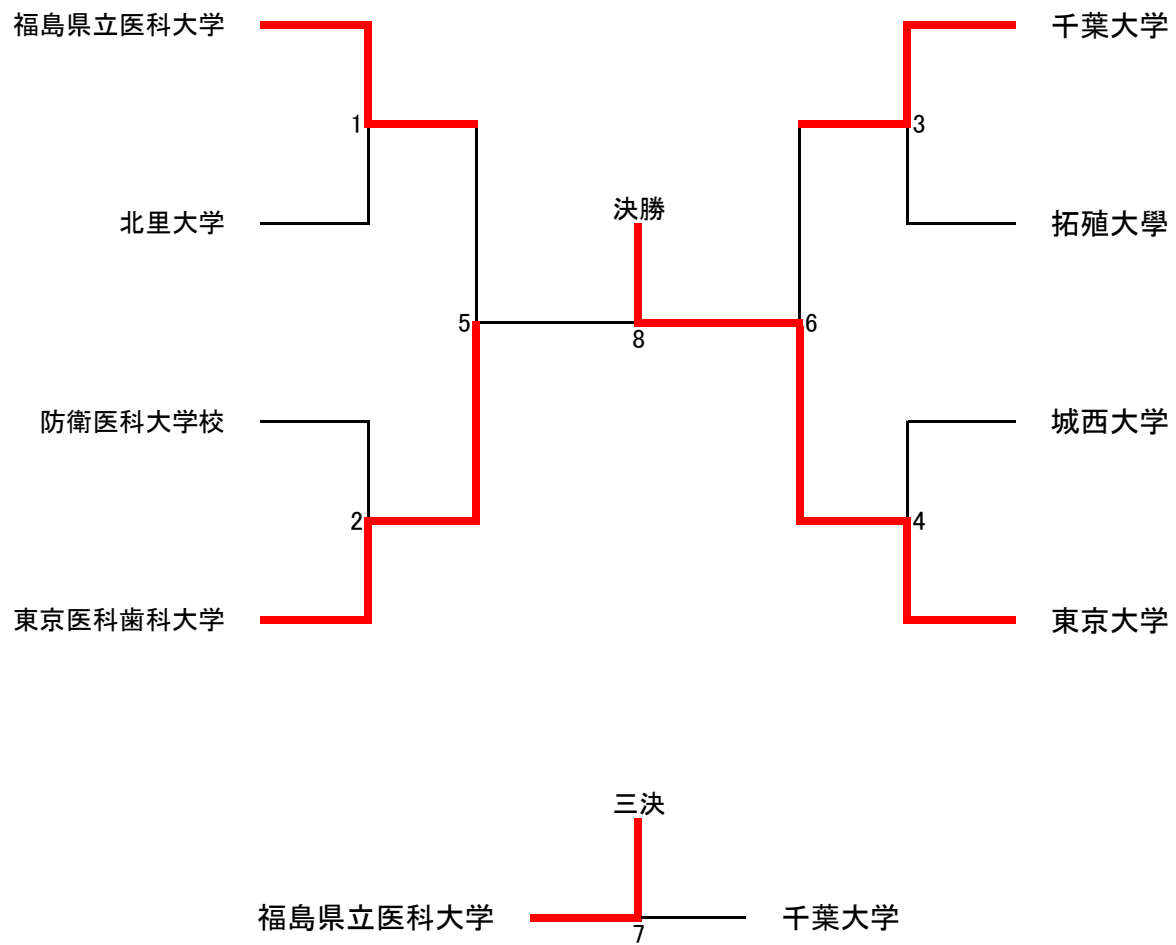 福島県立医科大学
千葉大学
1
3
北里大学
決勝
拓殖大學
5
6
8
防衛医科大学校
城西大学
2
4
東京医科歯科大学
東京大学
三決
福島県立医科大学
千葉大学
7